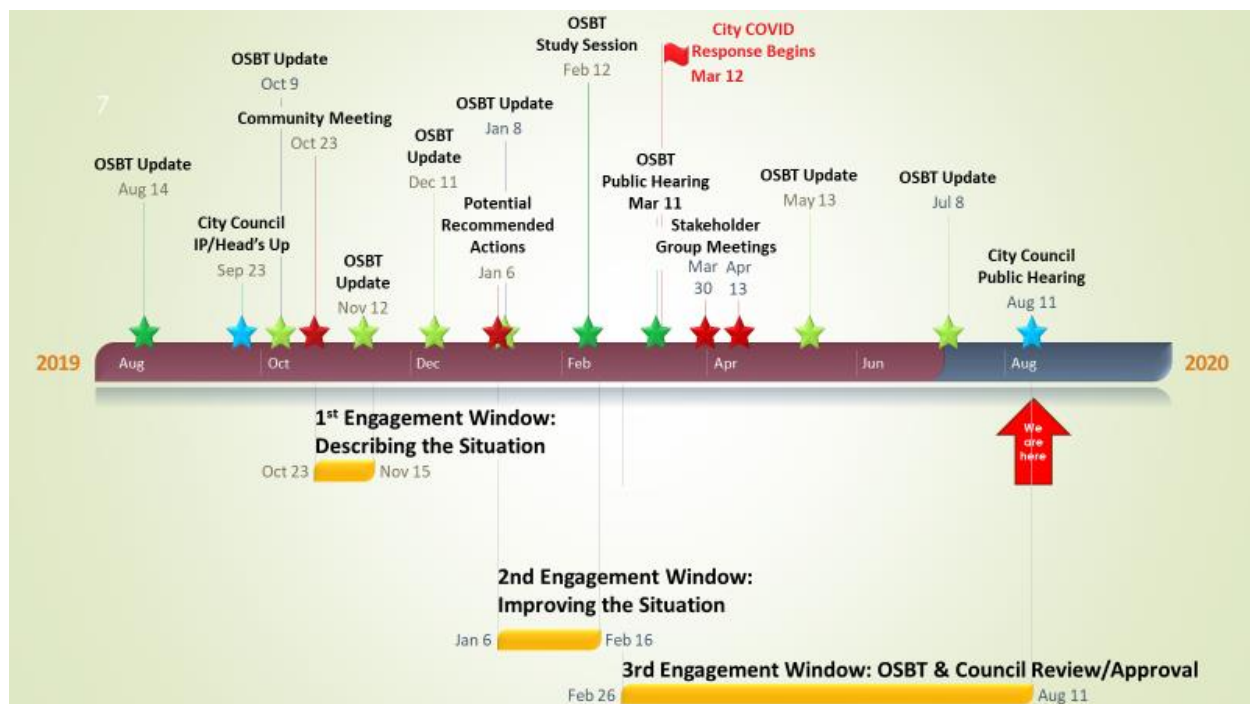 7
OSBT Update
Aug 14
City Council
IP/Head's Up
Sep 23
OSBT Update
Oct 9
Community Meeting
Oct 23
OSBT
Update
Nov 12
OSBT
Update
Dec 11
OSBT Update
Jan 8
Potential
Recommended
Actions
Jan 6
OSBT
Study Session
Feb 12
City COVID
Response Begins
Mar 12
OSBT
Public Hearing
Mar 11
Stakeholder
Group Meetings
Mar
30
Apr
13
OSBT Update
May 13
OSBT Update
Jul 8
City Council
Public Hearing
Aug 11
2019 Aug Oct Dec Feb Apr Jun Aug 2020
We
are
here
1st Engagement Window:
Describing the Situation
Oct 23 Nov 15
2nd Engagement Window:
Improving the Situation
Jan 6 Feb 16
3rd Engagement Window: OSBT & Council Review/Approval
Feb 26 Aug 11